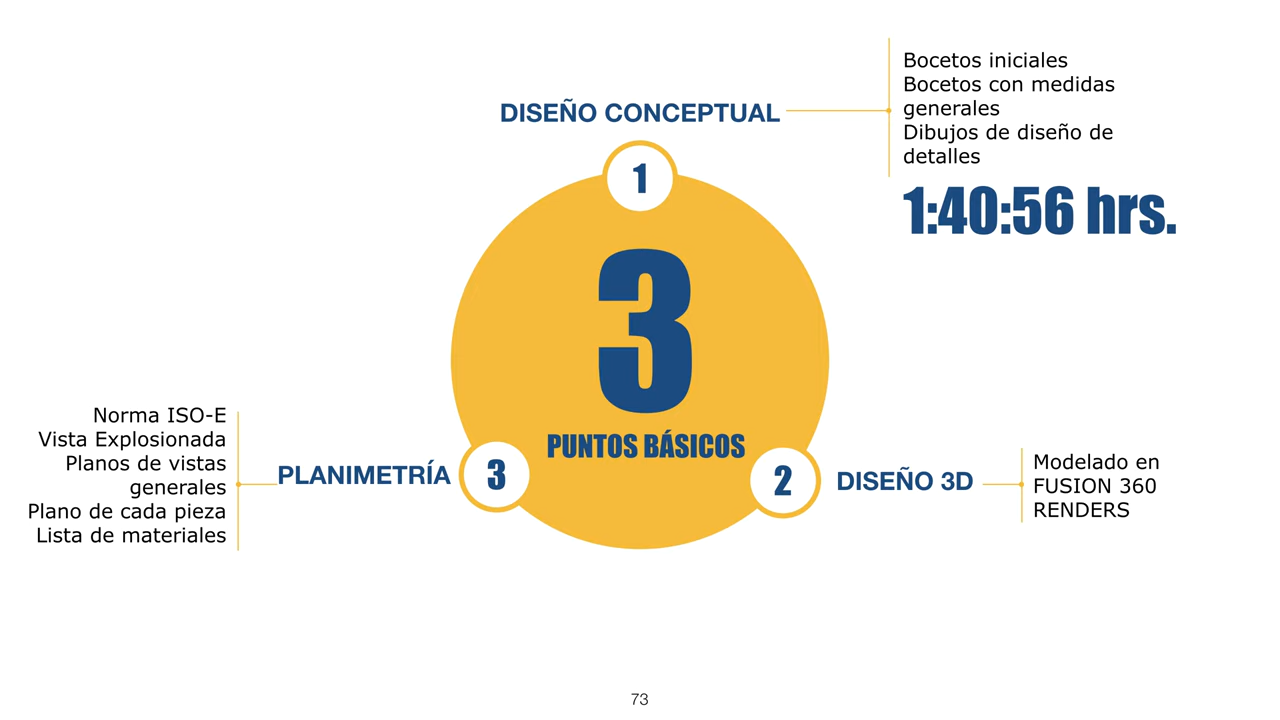 DISEÑO CONCEPTUAL
Bocetos iniciales
Bocetos con medidas
generales
Dibujos de diseño de
detalles
1:40:56 hrs.
1
3
PUNTOS BÁSICOS
2
DISEÑO 3D
Modelado en
FUSION 360
RENDERS
3
PLANIMETRÍA
Norma ISO-E
Vista Explosionada
Planos de vistas
generales
Plano de cada pieza
Lista de materiales
73